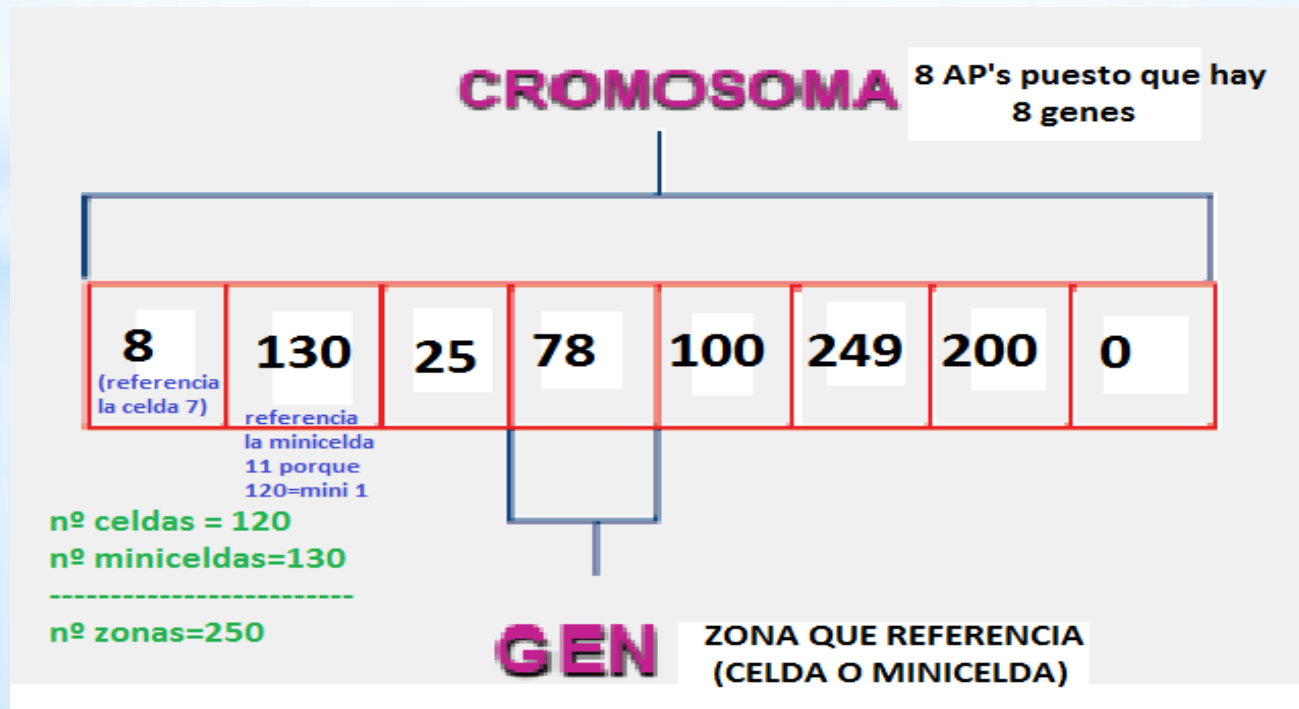 CROMOSOMA
8 AP's puesto que hay
8 genes
8
(referencia
la celda 7)
130
referencia
la minicelda
11 porque
120=mini 1
25
78
100
249
200
0
nº celdas = 120
nº miniceldas=130
-------------------------
nº zonas=250
GEN
ZONA QUE REFERENCIA
(CELDA O MINICELDA)